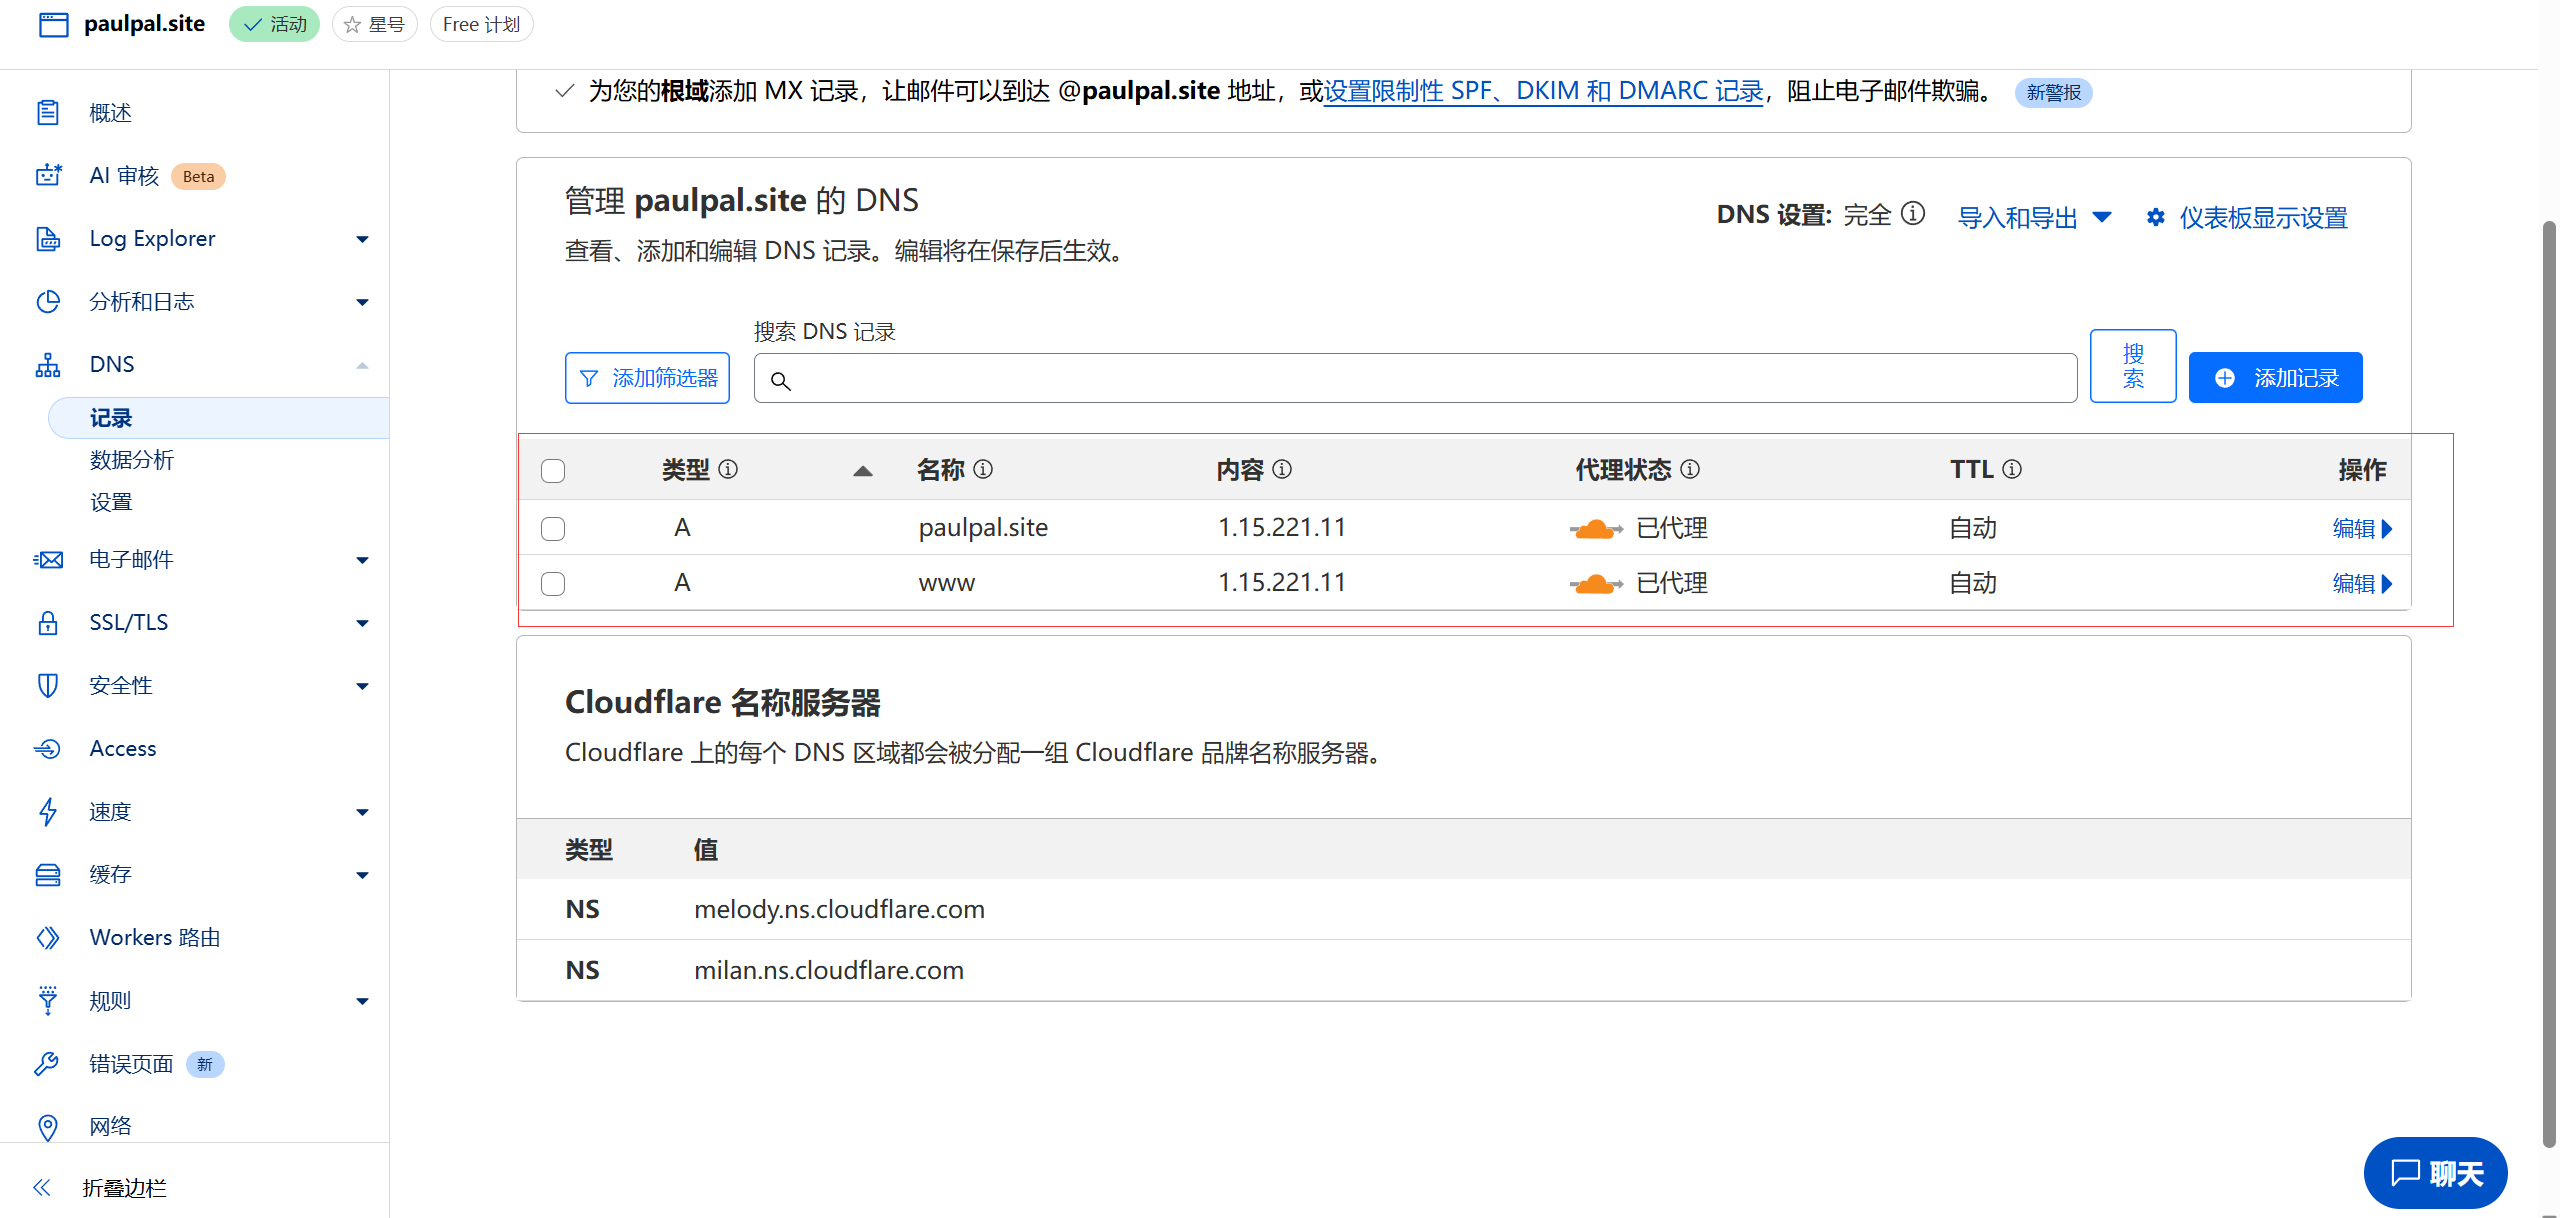 paulpal.site 活动 星号 Free 计划
为您的根域添加 MX 记录，让邮件可以到达 @paulpal.site 地址，或设置限制性 SPF、DKIM 和 DMARC 记录，阻止电子邮件欺骗。 新警报
概述
AI 审核 Beta
Log Explorer
分析和日志
DNS
记录
数据分析
设置
电子邮件
SSL/TLS
安全性
Access
速度
缓存
Workers 路由
规则
错误页面 新
网络
折叠边栏
管理 paulpal.site 的 DNS
查看、添加和编辑 DNS 记录。编辑将在保存后生效。
DNS 设置: 完全 导入和导出 仪表板显示设置
搜索 DNS 记录
添加筛选器 搜索 添加记录
类型 名称 内容 代理状态 TTL 操作
A paulpal.site 1.15.221.11 已代理 自动 编辑
A www 1.15.221.11 已代理 自动 编辑
Cloudflare 名称服务器
Cloudflare 上的每个 DNS 区域都会被分配一组 Cloudflare 品牌名称服务器。
类型 值
NS melody.ns.cloudflare.com
NS milan.ns.cloudflare.com
聊天